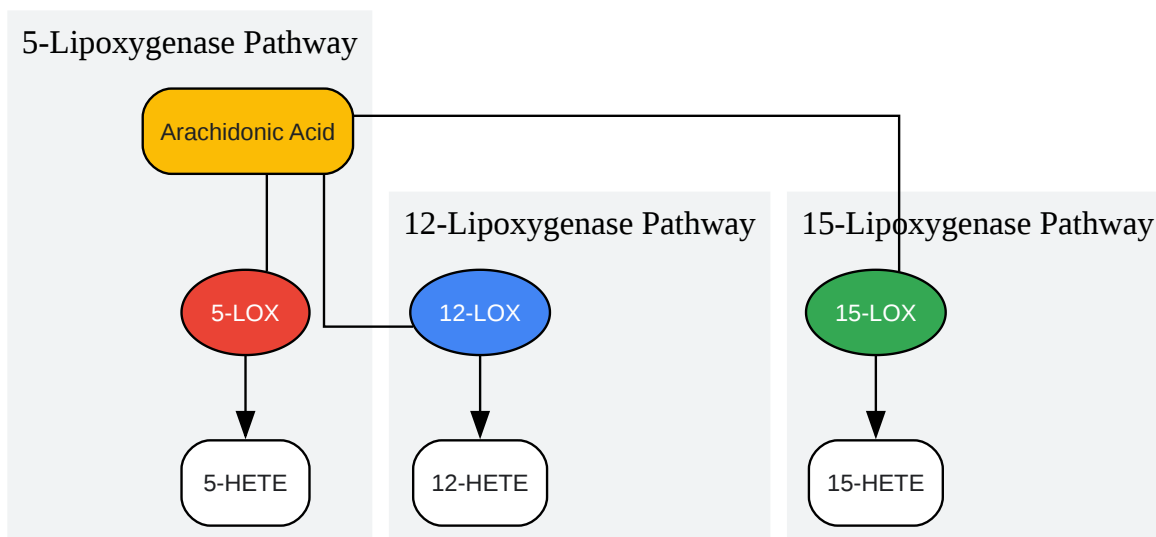 5-Lipoxygenase Pathway
Arachidonic Acid
12-Lipoxygenase Pathway
15-Lipoxygenase Pathway
5-LOX
12-LOX
15-LOX
5-HETE
12-HETE
15-HETE